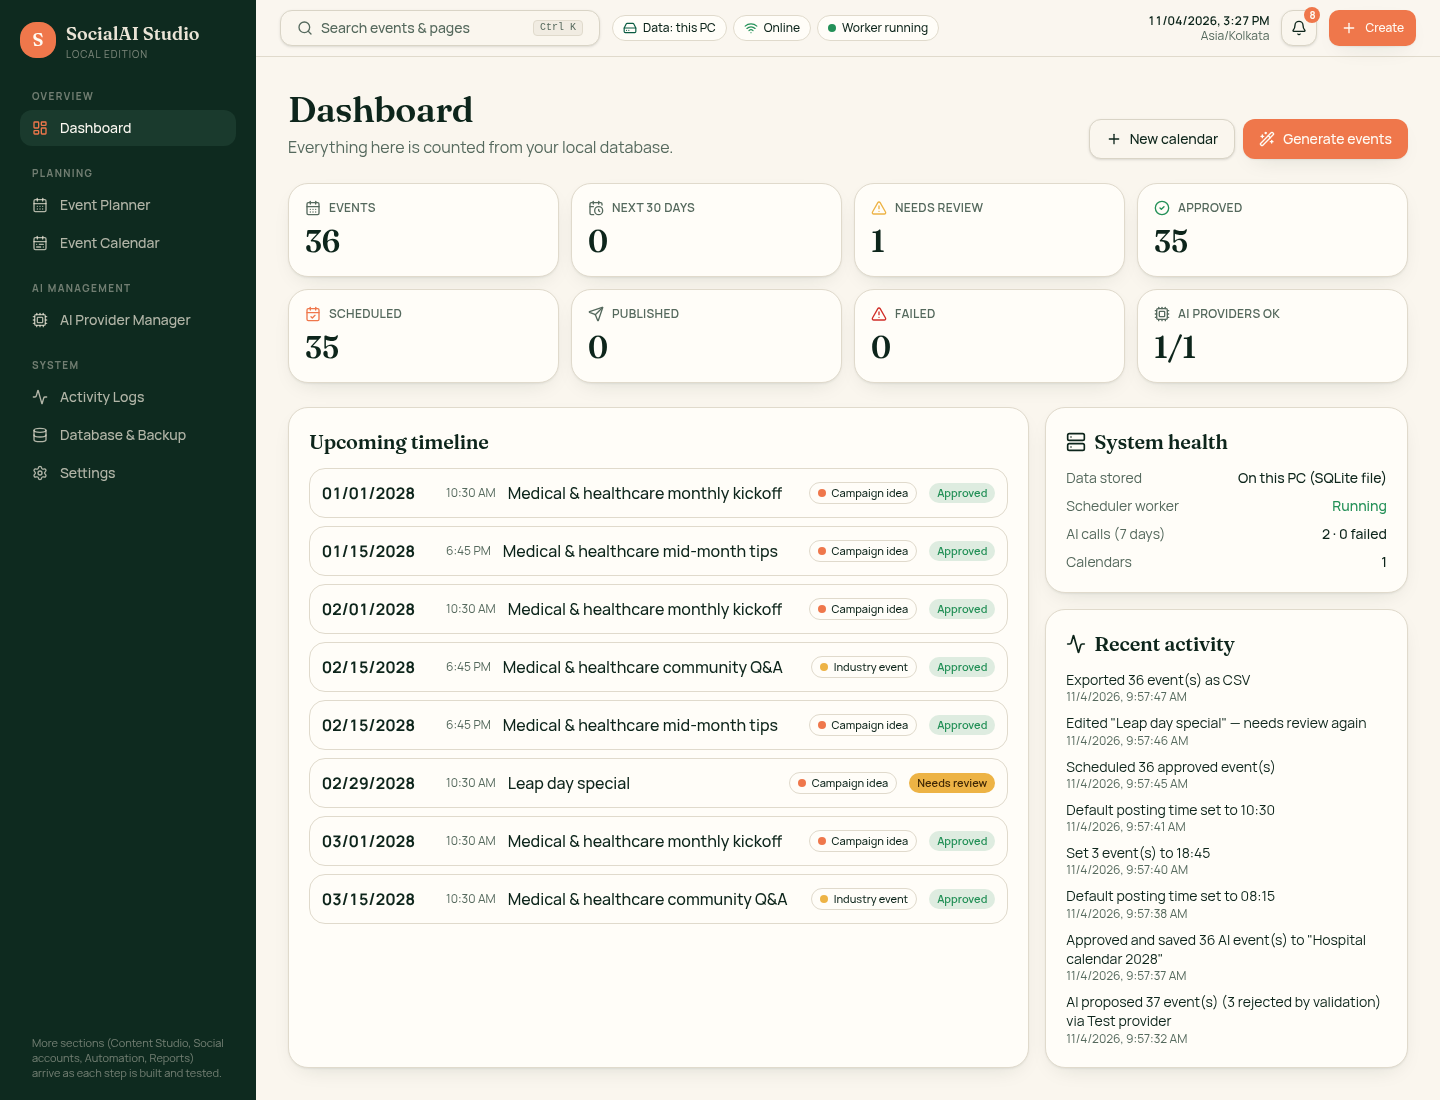 S
SocialAI Studio
LOCAL EDITION
OVERVIEW
Dashboard
PLANNING
Event Planner
Event Calendar
AI MANAGEMENT
AI Provider Manager
SYSTEM
Activity Logs
Database & Backup
Settings
More sections (Content Studio, Social
accounts, Automation, Reports)
arrive as each step is built and tested.
Search events & pages
Ctrl K
Data: this PC
Online
Worker running
11/04/2026, 3:27 PM
Asia/Kolkata
8
Create
Dashboard
Everything here is counted from your local database.
New calendar
Generate events
EVENTS
36
NEXT 30 DAYS
0
NEEDS REVIEW
1
APPROVED
35
SCHEDULED
35
PUBLISHED
0
FAILED
0
AI PROVIDERS OK
1/1
Upcoming timeline
01/01/2028 10:30 AM Medical & healthcare monthly kickoff Campaign idea Approved
01/15/2028 6:45 PM Medical & healthcare mid-month tips Campaign idea Approved
02/01/2028 10:30 AM Medical & healthcare monthly kickoff Campaign idea Approved
02/15/2028 6:45 PM Medical & healthcare community Q&A Industry event Approved
02/15/2028 6:45 PM Medical & healthcare mid-month tips Campaign idea Approved
02/29/2028 10:30 AM Leap day special Campaign idea Needs review
03/01/2028 10:30 AM Medical & healthcare monthly kickoff Campaign idea Approved
03/15/2028 10:30 AM Medical & healthcare community Q&A Industry event Approved
System health
Data stored On this PC (SQLite file)
Scheduler worker Running
AI calls (7 days) 2 · 0 failed
Calendars 1
Recent activity
Exported 36 event(s) as CSV
11/4/2026, 9:57:47 AM
Edited "Leap day special" — needs review again
11/4/2026, 9:57:46 AM
Scheduled 36 approved event(s)
11/4/2026, 9:57:45 AM
Default posting time set to 10:30
11/4/2026, 9:57:41 AM
Set 3 event(s) to 18:45
11/4/2026, 9:57:40 AM
Default posting time set to 08:15
11/4/2026, 9:57:38 AM
Approved and saved 36 AI event(s) to "Hospital
calendar 2028"
11/4/2026, 9:57:37 AM
AI proposed 37 event(s) (3 rejected by validation)
via Test provider
11/4/2026, 9:57:32 AM